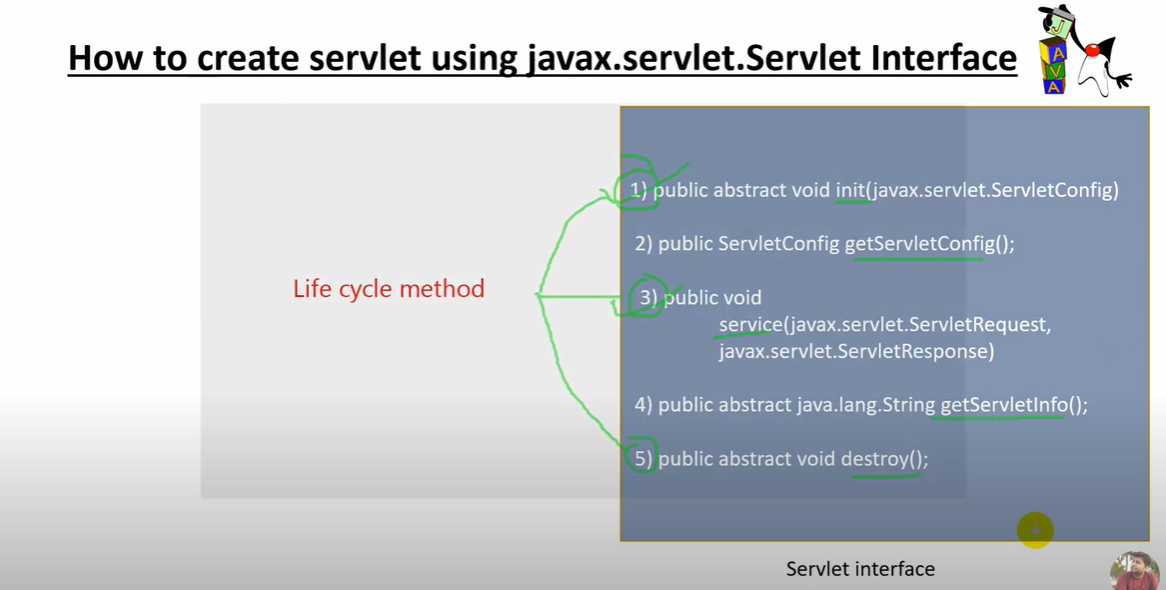 How to create servlet using javax.servlet.Servlet Interface
J
A
V
A
Life cycle method
1) public abstract void init(javax.servlet.ServletConfig)
2) public ServletConfig getServletConfig();
3) public void
service(javax.servlet.ServletRequest,
javax.servlet.ServletResponse)
4) public abstract java.lang.String getServletInfo();
5) public abstract void destroy();
Servlet interface